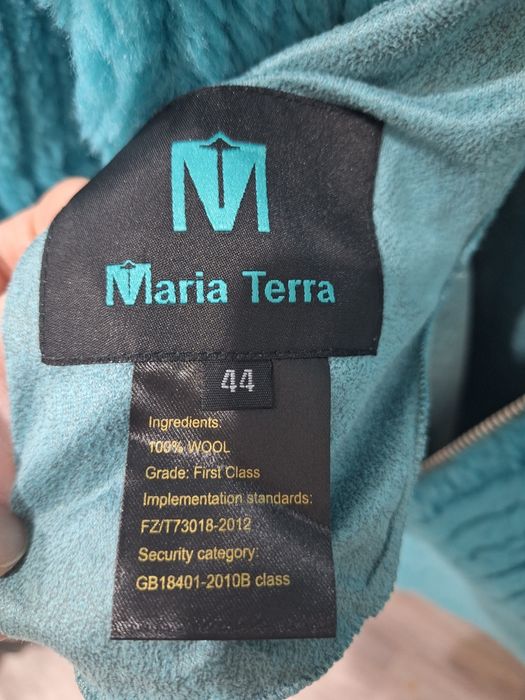 Maria Terra
44
Ingredients:
100% WOOL
Grade: First Class
Implementation standards:
FZ/T73018-2012
Security category:
GB18401-2010B class